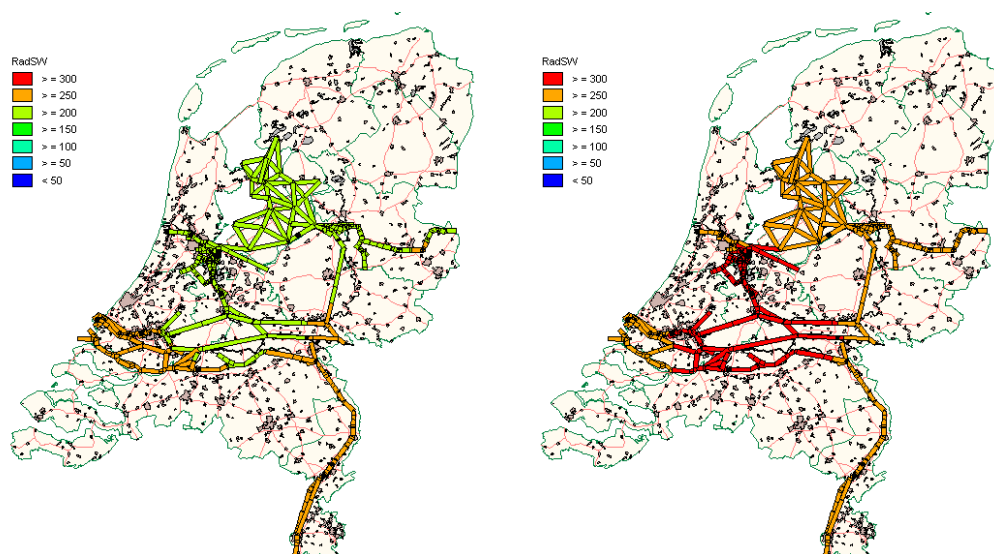 RadSW
> = 300
> = 250
> = 200
> = 150
> = 100
> = 50
< 50
RadSW
> = 300
> = 250
> = 200
> = 150
> = 100
> = 50
< 50